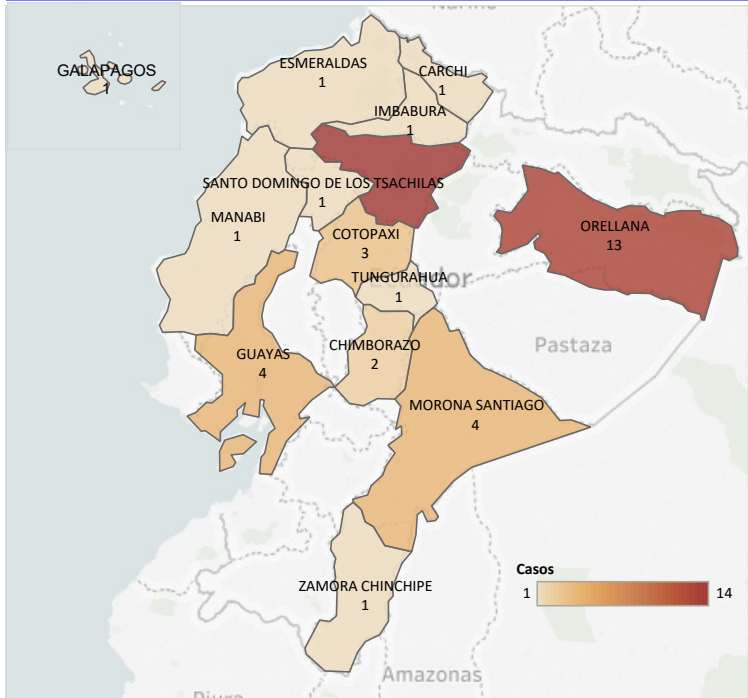 GALAPAGOS
1
ESMERALDAS
1
CARCHI
1
IMBABURA
1
SANTO DOMINGO DE LOS TSACHILAS
1
MANABI
1
COTOPAXI
3
ORELLANA
13
Ecuador
TUNGURAHUA
1
CHIMBORAZO
2
Pastaza
GUAYAS
4
MORONA SANTIAGO
4
Casos
1
14
ZAMORA CHINCHIPE
1
Amazonas